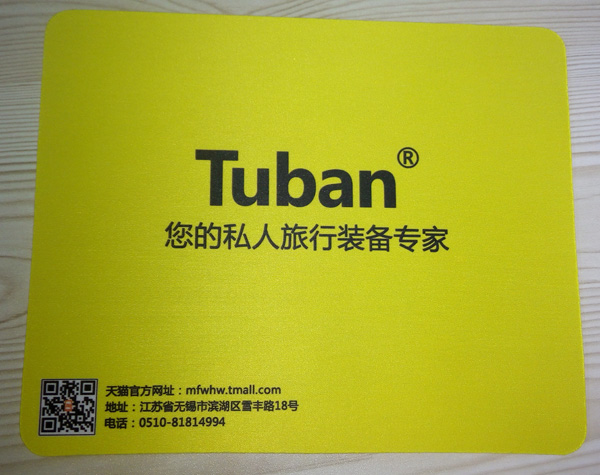 Tuban®
您的私人旅行装备专家
天猫官方网址：mfwhw.tmall.com
地址：江苏省无锡市滨湖区雪丰路18号
电话：0510-81814994